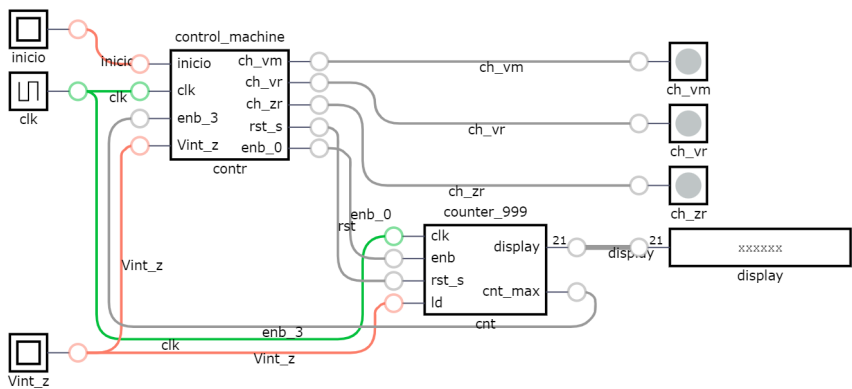 control_machine
inicio
inicio
ch_vm
ch_vm
ch_vm
clk
clk
clk
ch_vr
ch_vr
ch_vr
enb_3
ch_zr
ch_zr
ch_zr
Vint_z
rst_s
enb_0
contr
counter_999
enb_0
rst
clk
enb
rst_s
ld
display
21
display
21
xxxxxx
display
cnt_max
cnt
Vint_z
enb_3
clk
Vint_z
Vint_z